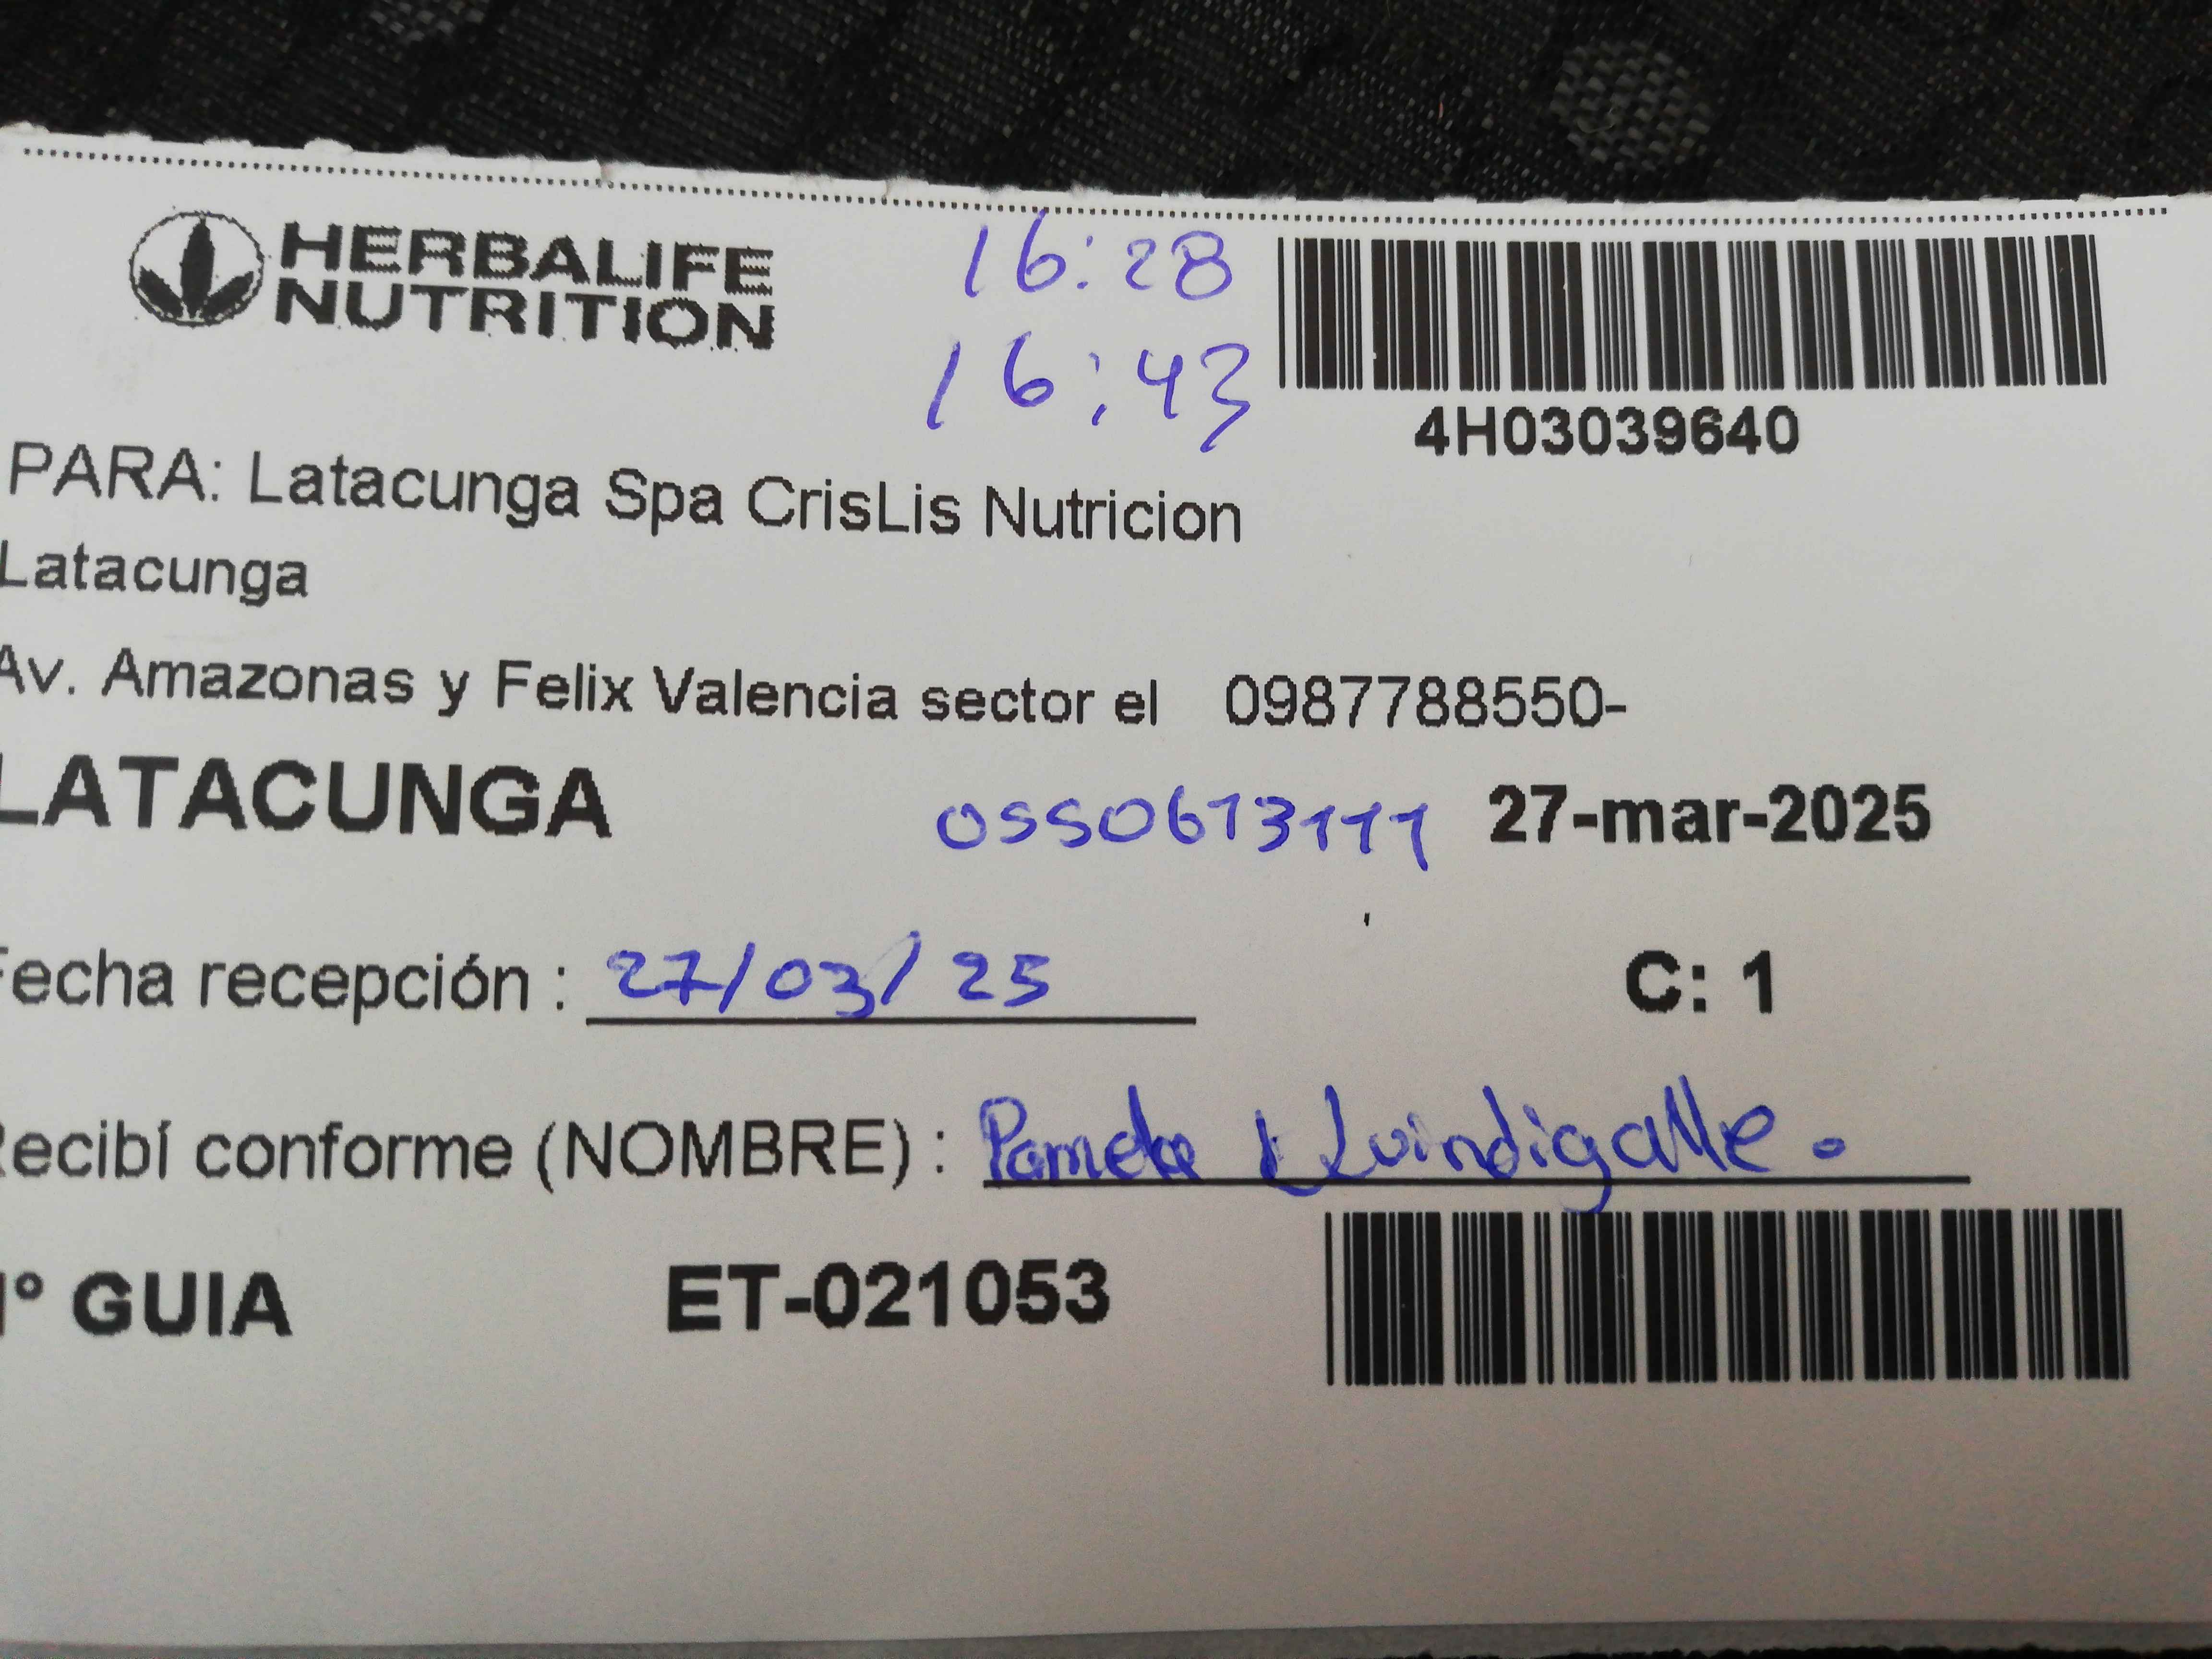 HERBALIFE
NUTRITION
16:28
16:43
4H03039640
PARA: Latacunga Spa CrisLis Nutricion
Latacunga
Av. Amazonas y Felix Valencia sector el 0987788550-
LATACUNGA 0550673111 27-mar-2025
Fecha recepción : 27/03/25 C: 1
Recibí conforme (NOMBRE) : Pamela Quindigalle.
N° GUIA ET-021053